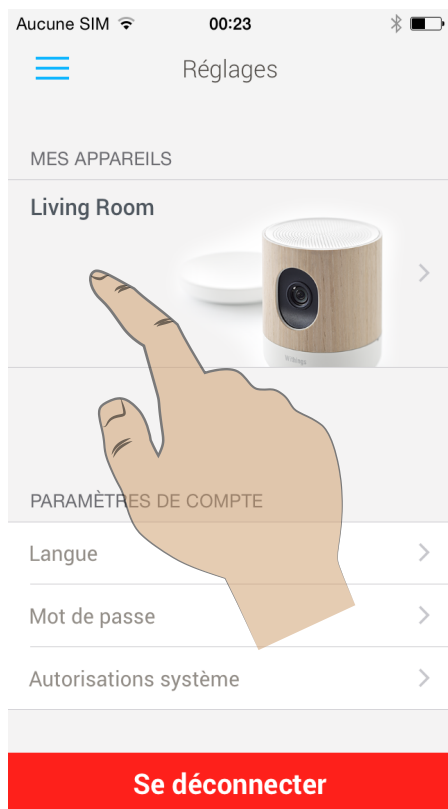 Aucune SIM 00:23
Réglages
MES APPAREILS
Living Room
PARAMÈTRES DE COMPTE
Langue
Mot de passe
Autorisations système
Se déconnecter